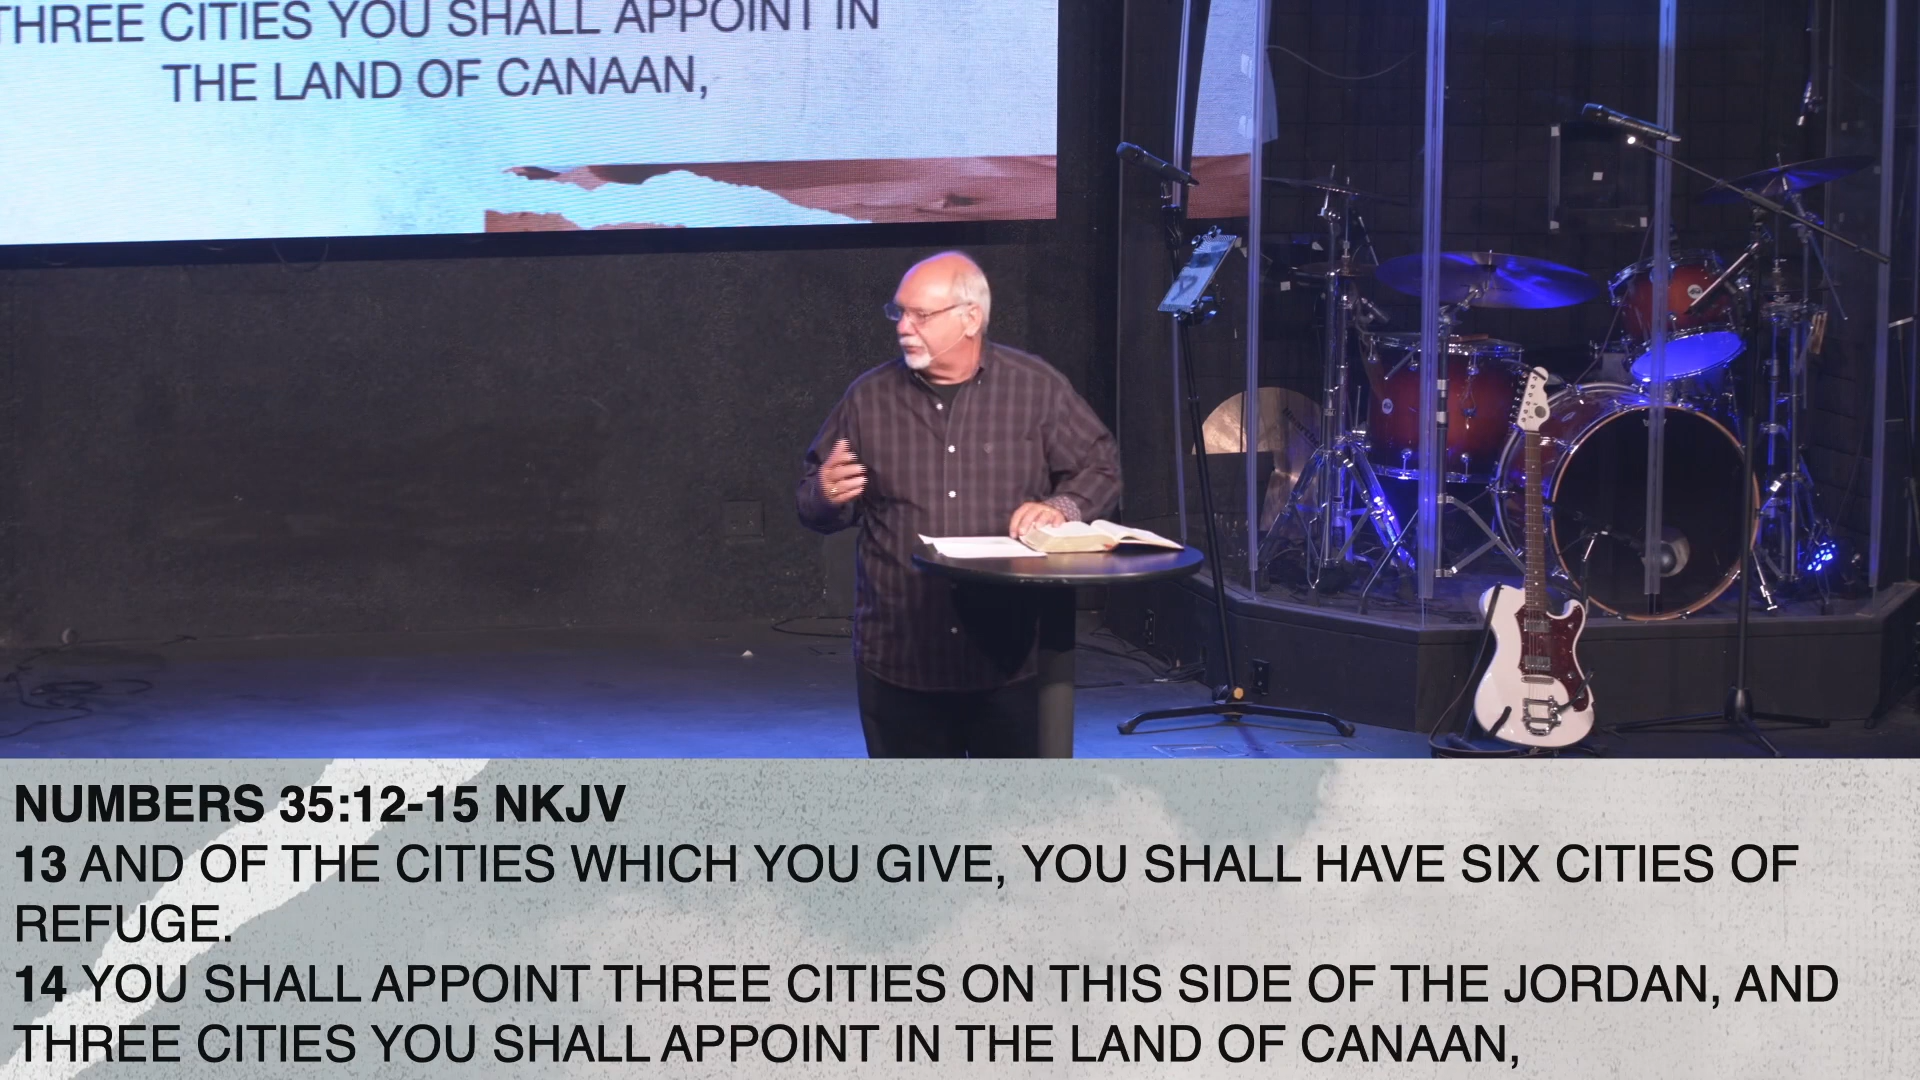 THREE CITIES YOU SHALL APPOINT IN
THE LAND OF CANAAN,
NUMBERS 35:12-15 NKJV
13 AND OF THE CITIES WHICH YOU GIVE, YOU SHALL HAVE SIX CITIES OF
REFUGE.
14 YOU SHALL APPOINT THREE CITIES ON THIS SIDE OF THE JORDAN, AND
THREE CITIES YOU SHALL APPOINT IN THE LAND OF CANAAN,